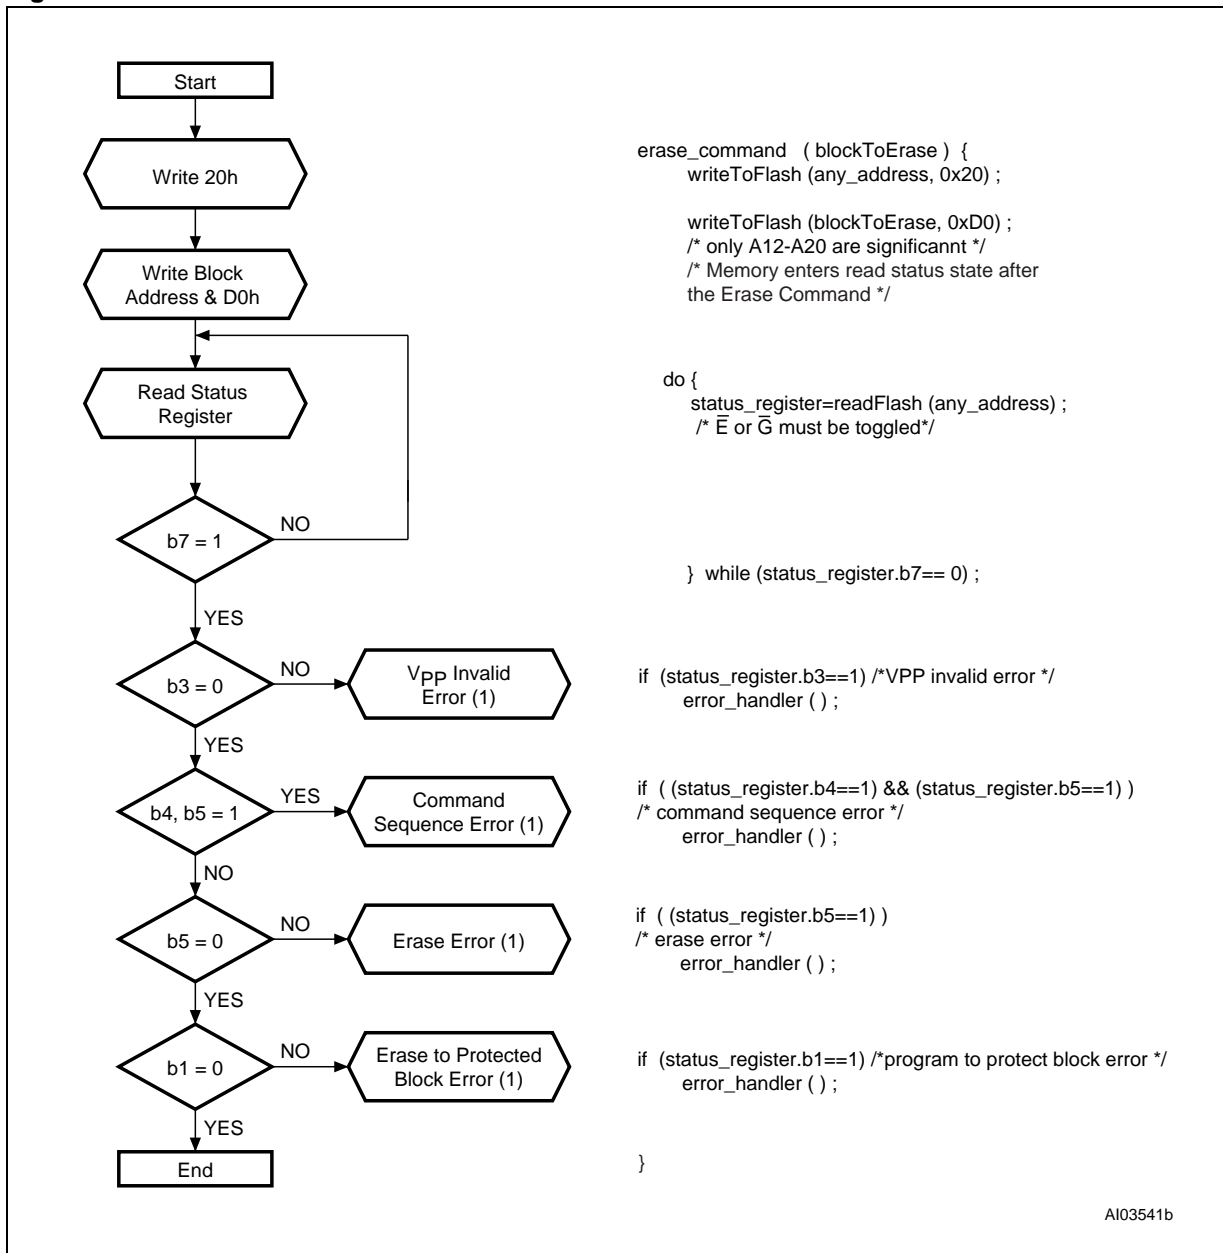 Start
Write 20h
Write Block
Address & D0h
Read Status
Register
b7 = 1
NO
YES
b3 = 0
NO
VPP Invalid
Error (1)
YES
b4, b5 = 1
YES
Command
Sequence Error (1)
NO
b5 = 0
NO
Erase Error (1)
YES
b1 = 0
NO
Erase to Protected
Block Error (1)
YES
End
erase_command ( blockToErase ) {
writeToFlash (any_address, 0x20) ;
writeToFlash (blockToErase, 0xD0) ;
/* only A12-A20 are significannt */
/* Memory enters read status state after
the Erase Command */
do {
status_register=readFlash (any_address) ;
/* E̅ or G̅ must be toggled*/
} while (status_register.b7== 0) ;
if (status_register.b3==1) /*VPP invalid error */
error_handler ( ) ;
if ( (status_register.b4==1) && (status_register.b5==1) )
/* command sequence error */
error_handler ( ) ;
if ( (status_register.b5==1) )
/* erase error */
error_handler ( ) ;
if (status_register.b1==1) /*program to protect block error */
error_handler ( ) ;
}
AI03541b